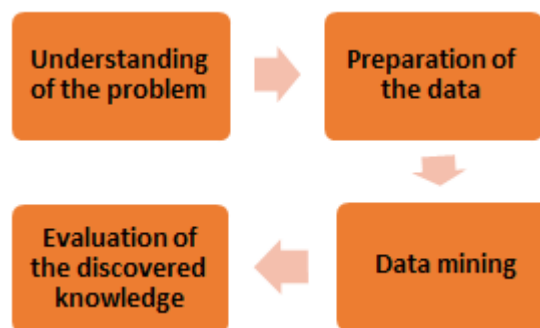 Understanding
of the problem
Preparation of
the data
Data mining
Evaluation of
the discovered
knowledge